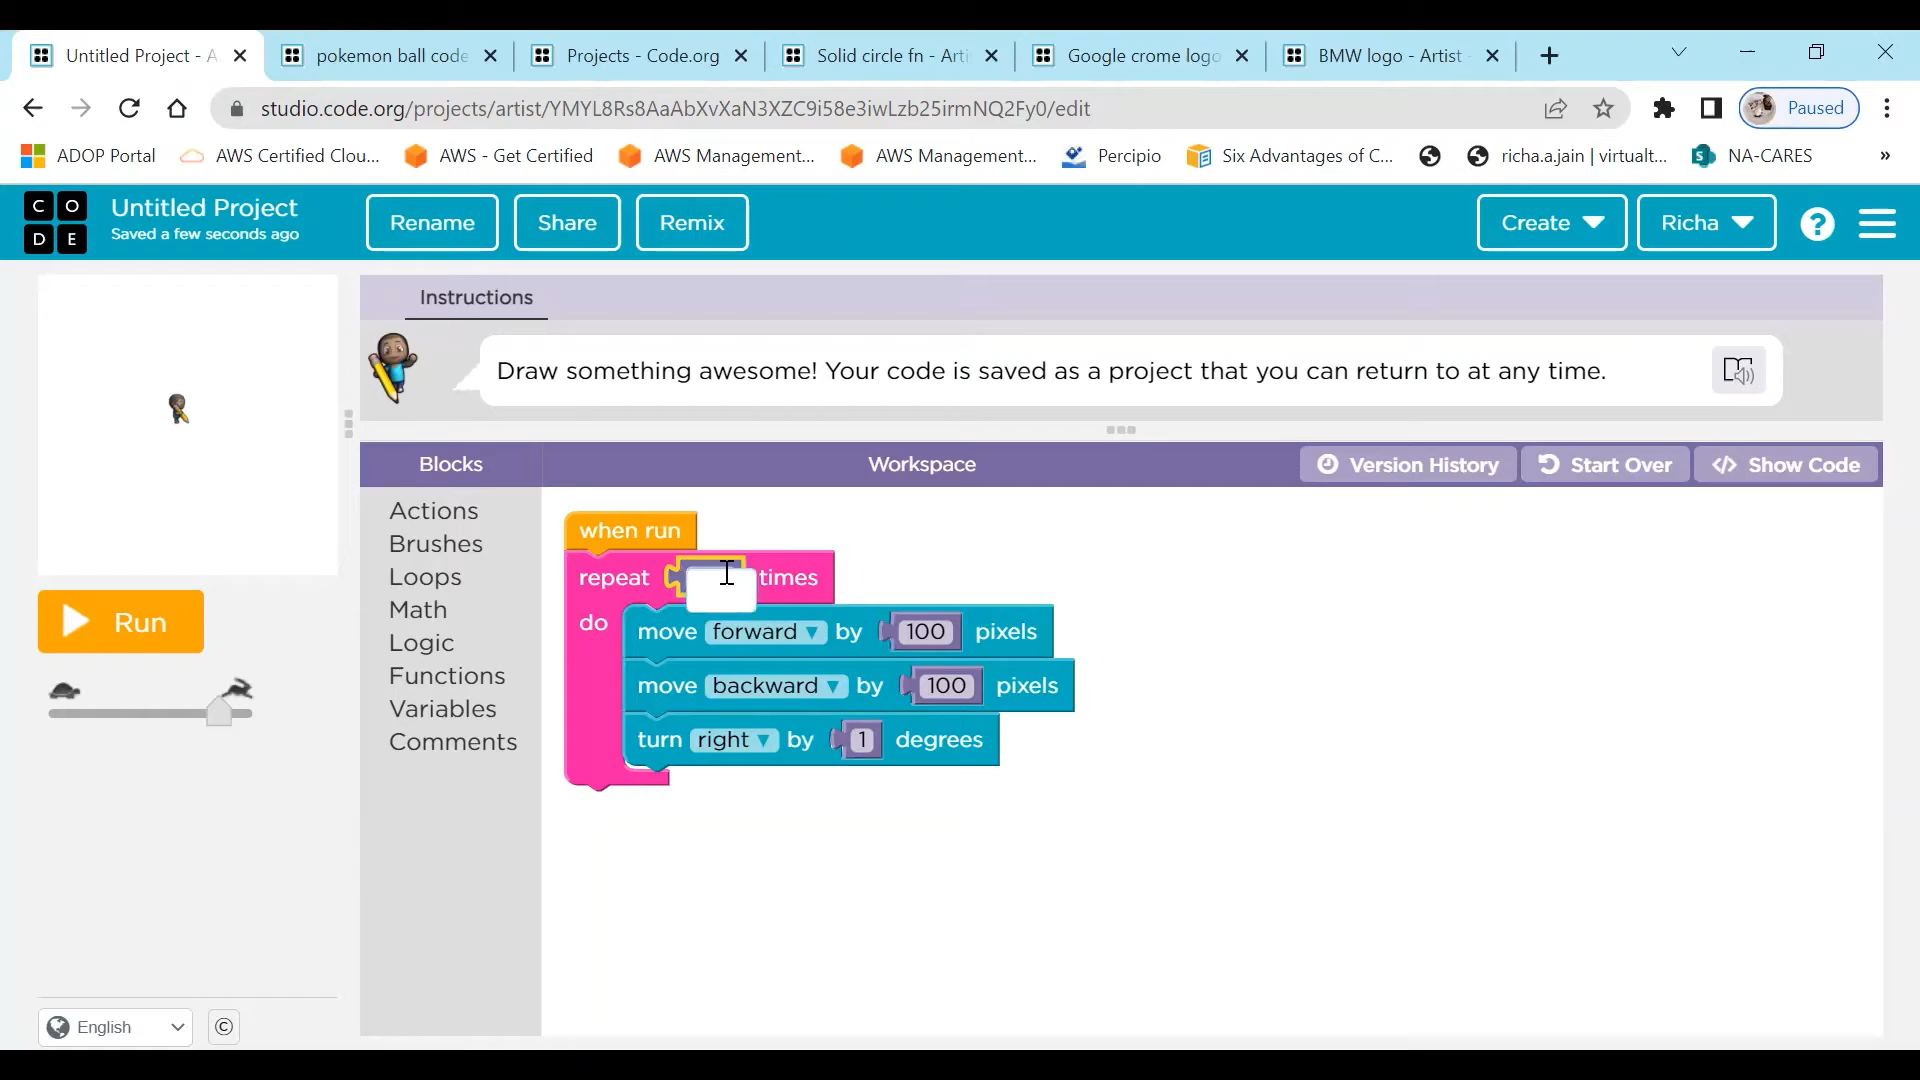 Untitled Project - A
pokemon ball code
Projects - Code.org
Solid circle fn - Arti
Google crome logo
BMW logo - Artist -
studio.code.org/projects/artist/YMYL8Rs8AaAbXvXaN3XZC9i58e3iwLzb25irmNQ2Fy0/edit
Paused
ADOP Portal
AWS Certified Clou...
AWS - Get Certified
AWS Management...
AWS Management...
Percipio
Six Advantages of C...
richa.a.jain | virtualt...
NA-CARES
»
C O
D E
Untitled Project
Saved a few seconds ago
Rename
Share
Remix
Create
Richa
?
Instructions
Draw something awesome! Your code is saved as a project that you can return to at any time.
Blocks
Workspace
Version History
Start Over
</> Show Code
Actions
Brushes
Loops
Math
Logic
Functions
Variables
Comments
when run
repeat times
do
move forward by 100 pixels
move backward by 100 pixels
turn right by 1 degrees
Run
English
©